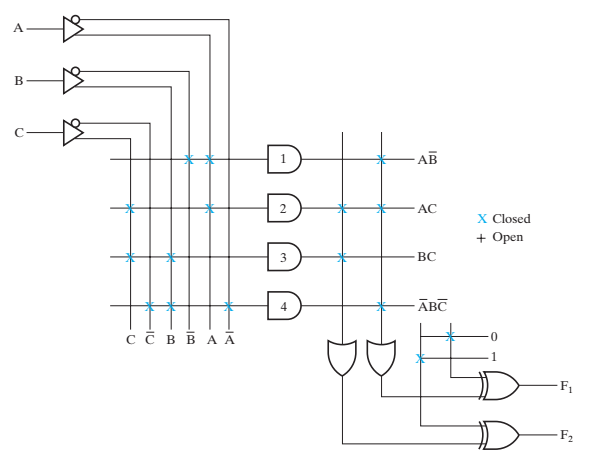 A
B
C
1 AB̅
2 AC
X Closed
+ Open
3 BC
4 A̅BC̅
C C̅ B B̅ A A̅
0
1
F₁
F₂